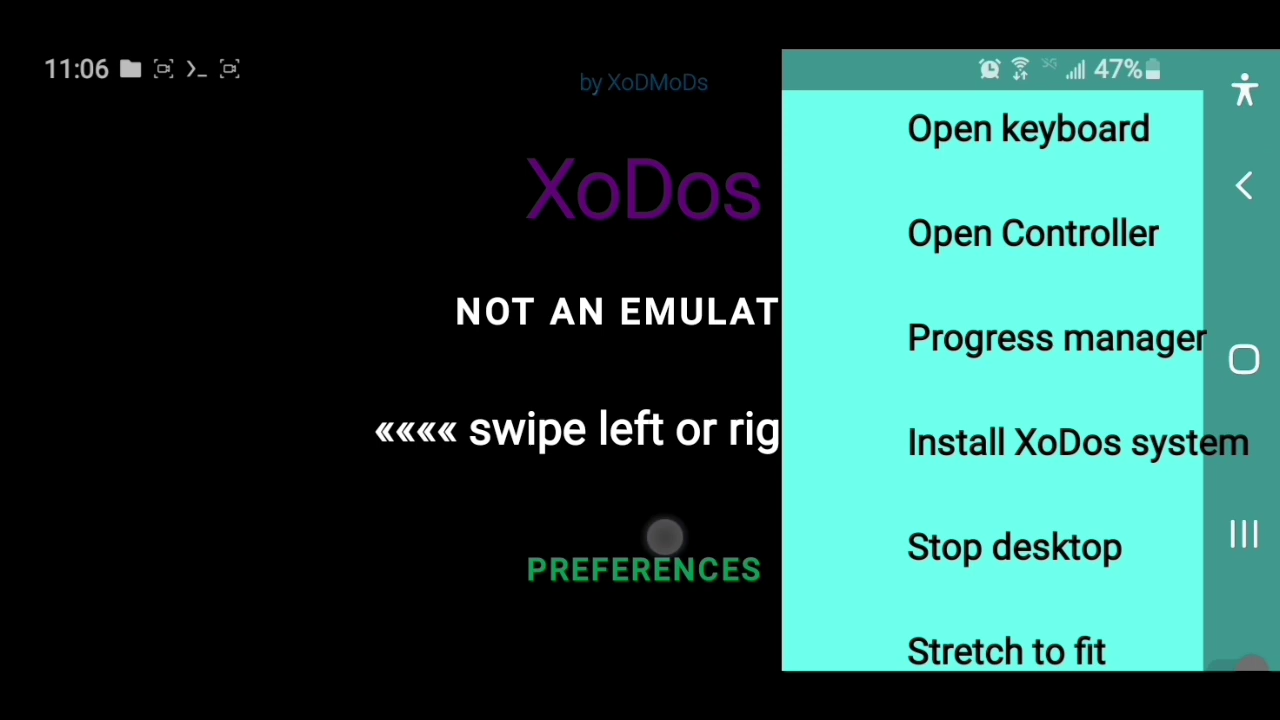 11:06
47%
by XoDMoDs
XoDos
NOT AN EMULAT
«««« swipe left or rig
PREFERENCES
Open keyboard
Open Controller
Progress manager
Install XoDos system
Stop desktop
Stretch to fit